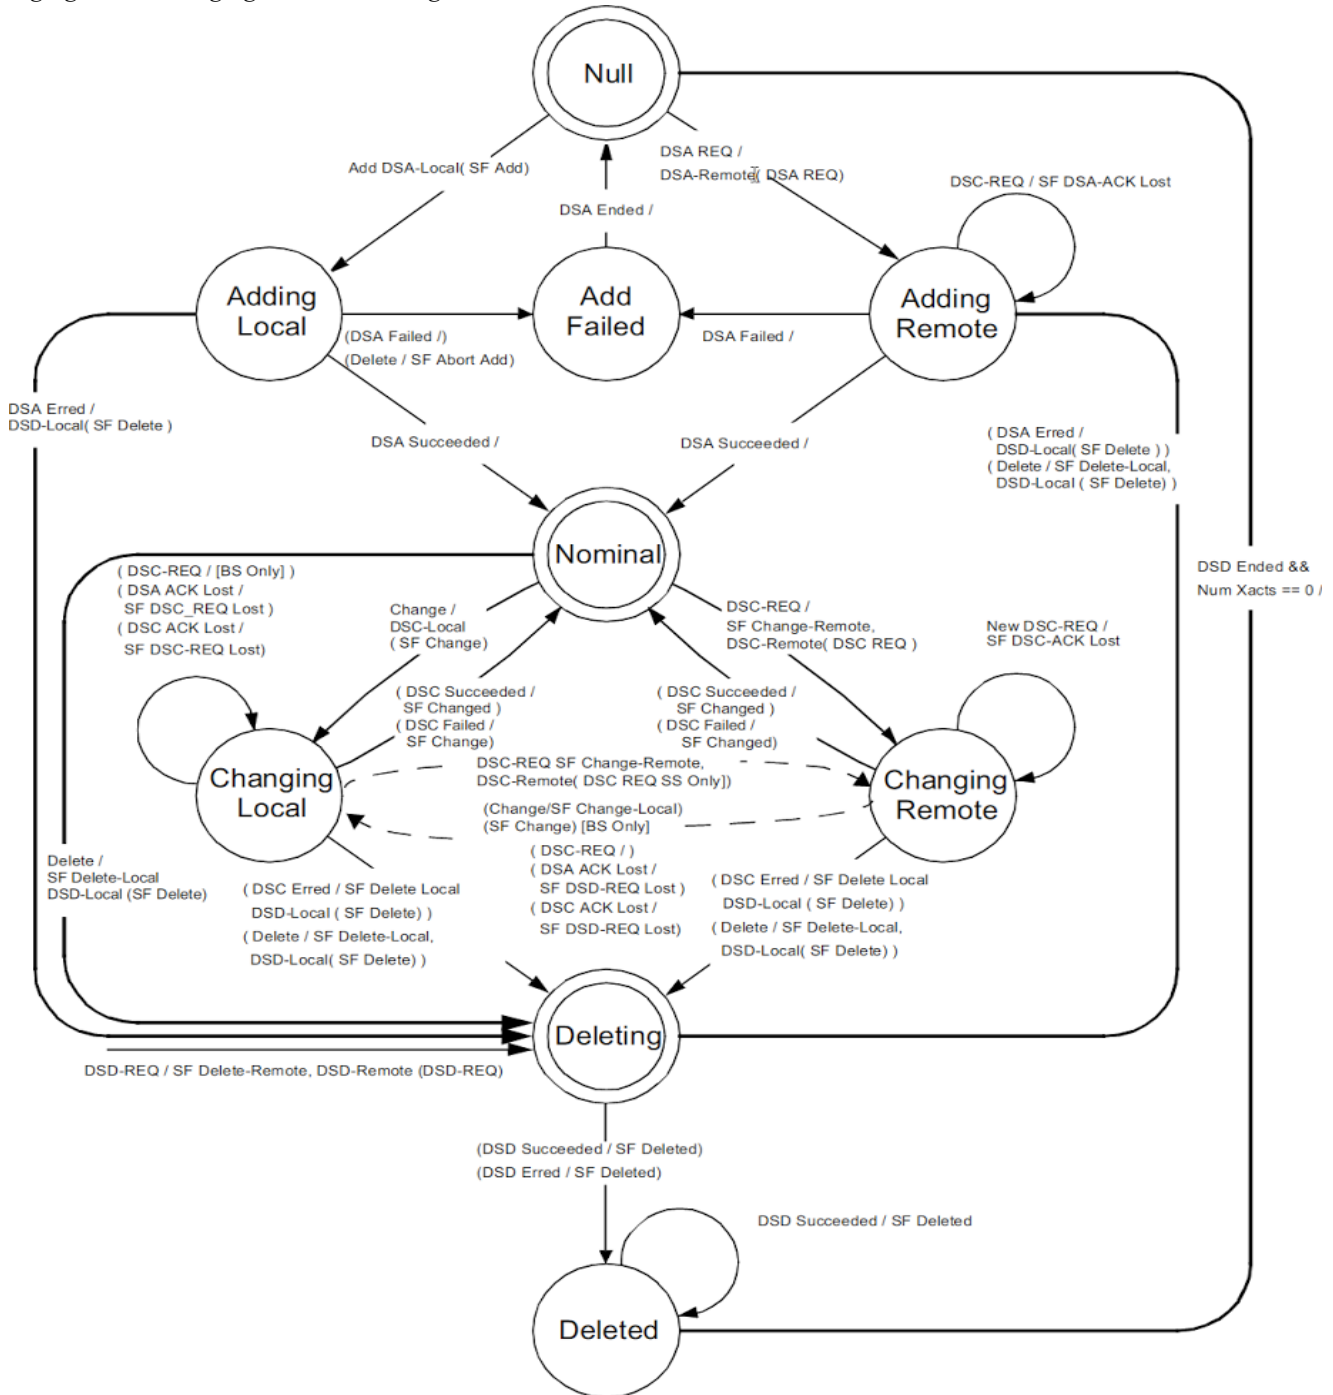 Null
Add DSA-Local( SF Add)
DSA REQ /
DSA-Remote( DSA REQ)
DSC-REQ / SF DSA-ACK Lost
DSA Ended /
Adding
Local
Add
Failed
Adding
Remote
(DSA Failed /)
(Delete / SF Abort Add)
DSA Failed /
DSA Erred /
DSD-Local( SF Delete )
DSA Succeeded /
DSA Succeeded /
( DSA Erred /
DSD-Local( SF Delete ) )
( Delete / SF Delete-Local,
DSD-Local ( SF Delete) )
Nominal
DSD Ended &&
Num Xacts == 0 /
( DSC-REQ / [BS Only] )
( DSA ACK Lost /
SF DSC_REQ Lost )
( DSC ACK Lost /
SF DSC-REQ Lost)
Change /
DSC-Local
( SF Change)
DSC-REQ /
SF Change-Remote,
DSC-Remote( DSC REQ )
New DSC-REQ /
SF DSC-ACK Lost
( DSC Succeeded /
SF Changed )
( DSC Failed /
SF Change)
( DSC Succeeded /
SF Changed )
(DSC Failed /
SF Changed)
Changing
Local
DSC-REQ SF Change-Remote,
DSC-Remote( DSC REQ SS Only])
Changing
Remote
(Change/SF Change-Local)
(SF Change) [BS Only]
( DSC-REQ / )
( DSA ACK Lost /
SF DSD-REQ Lost )
( DSC ACK Lost /
SF DSD-REQ Lost)
Delete /
SF Delete-Local
DSD-Local (SF Delete)
( DSC Erred / SF Delete Local
DSD-Local ( SF Delete) )
( Delete / SF Delete-Local,
DSD-Local( SF Delete) )
( DSC Erred / SF Delete Local
DSD-Local ( SF Delete) )
( Delete / SF Delete-Local,
DSD-Local( SF Delete) )
Deleting
DSD-REQ / SF Delete-Remote, DSD-Remote (DSD-REQ)
(DSD Succeeded / SF Deleted)
(DSD Erred / SF Deleted)
DSD Succeeded / SF Deleted
Deleted